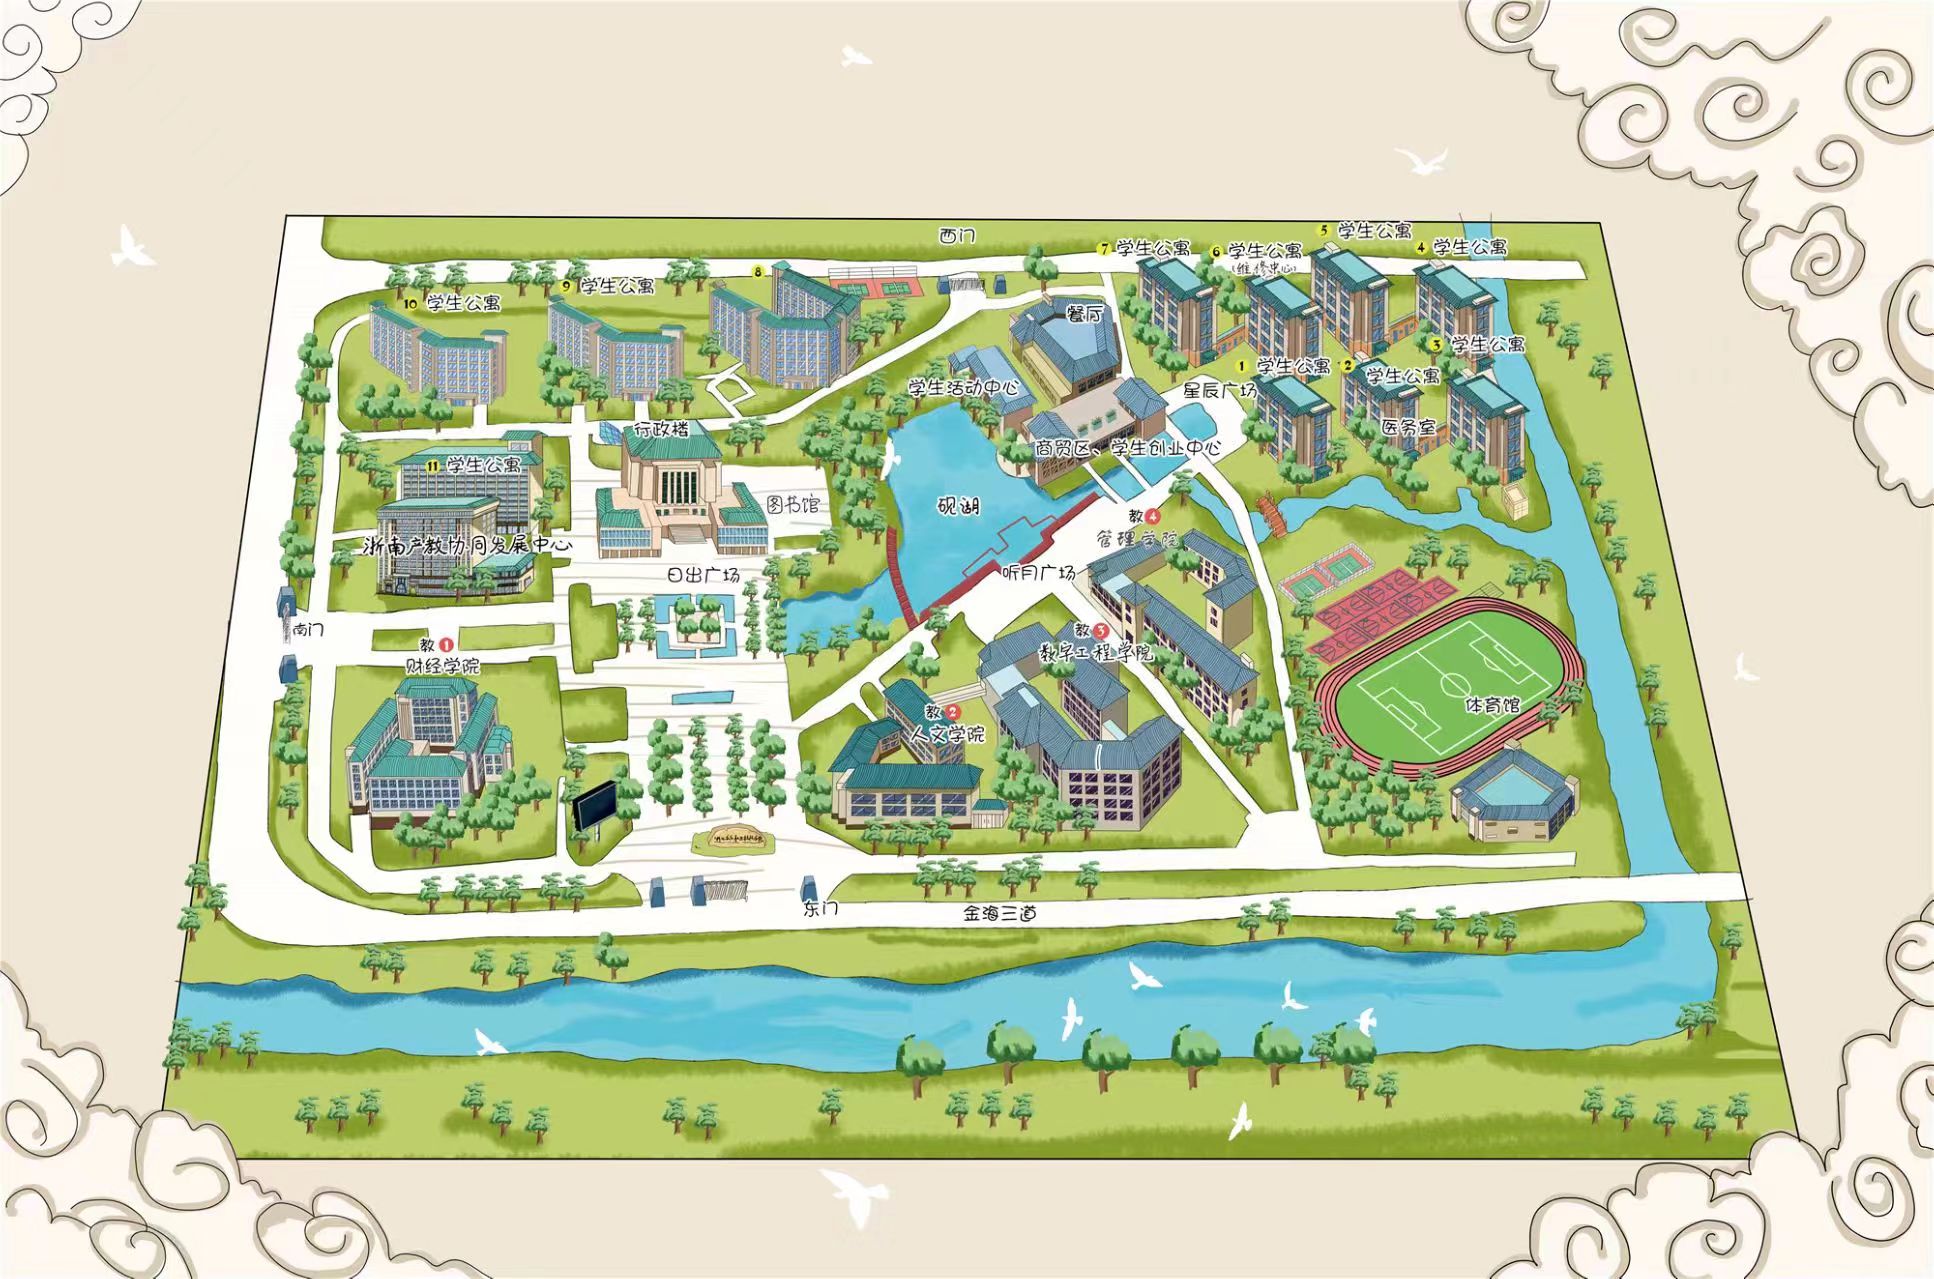 西门
5 学生公寓
7 学生公寓
6 学生公寓
(维修中心)
4 学生公寓
8
9 学生公寓
10 学生公寓
餐厅
3 学生公寓
1 学生公寓
2 学生公寓
学生活动中心
星辰广场
医务室
行政楼
商贸区、学生创业中心
11 学生公寓
图书馆
砚湖
教4
管理学院
浙南产教协同发展中心
日出广场
听月广场
南门
教1
财经学院
教3
数字工程学院
体育馆
教2
人文学院
东门
金海三道